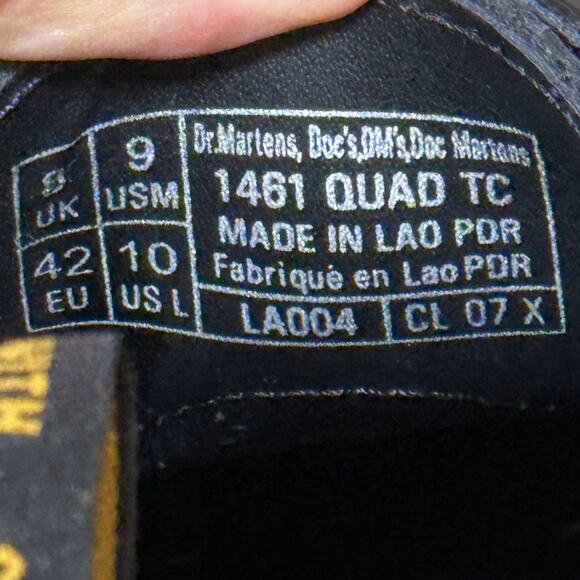 8 UK
9 USM
42 EU
10 US L
Dr.Martens, Doc's,DM's,Doc Martens
1461 QUAD TC
MADE IN LAO PDR
Fabriqué en Lao PDR
LA004
CL 07 X